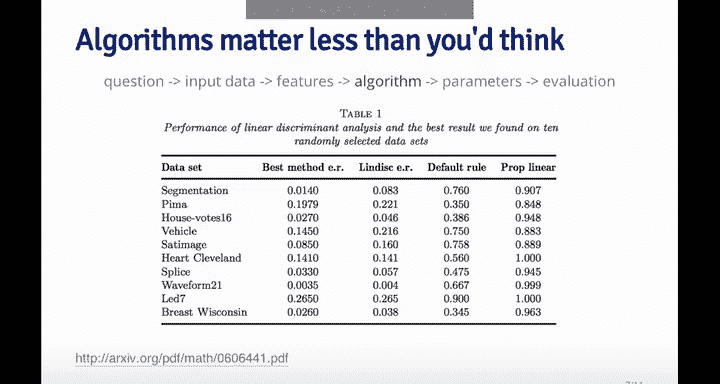 Algorithms matter less than you'd think
question -> input data -> features -> algorithm -> parameters -> evaluation
TABLE 1
Performance of linear discriminant analysis and the best result we found on ten
randomly selected data sets
Data set Best method e.r. Lindisc e.r. Default rule Prop linear
Segmentation 0.0140 0.083 0.760 0.907
Pima 0.1979 0.221 0.350 0.848
House-votes16 0.0270 0.046 0.386 0.948
Vehicle 0.1450 0.216 0.750 0.883
Satimage 0.0850 0.160 0.758 0.889
Heart Cleveland 0.1410 0.141 0.560 1.000
Splice 0.0330 0.057 0.475 0.945
Waveform21 0.0035 0.004 0.667 0.999
Led7 0.2650 0.265 0.900 1.000
Breast Wisconsin 0.0260 0.038 0.345 0.963
http://arxiv.org/pdf/math/0606441.pdf